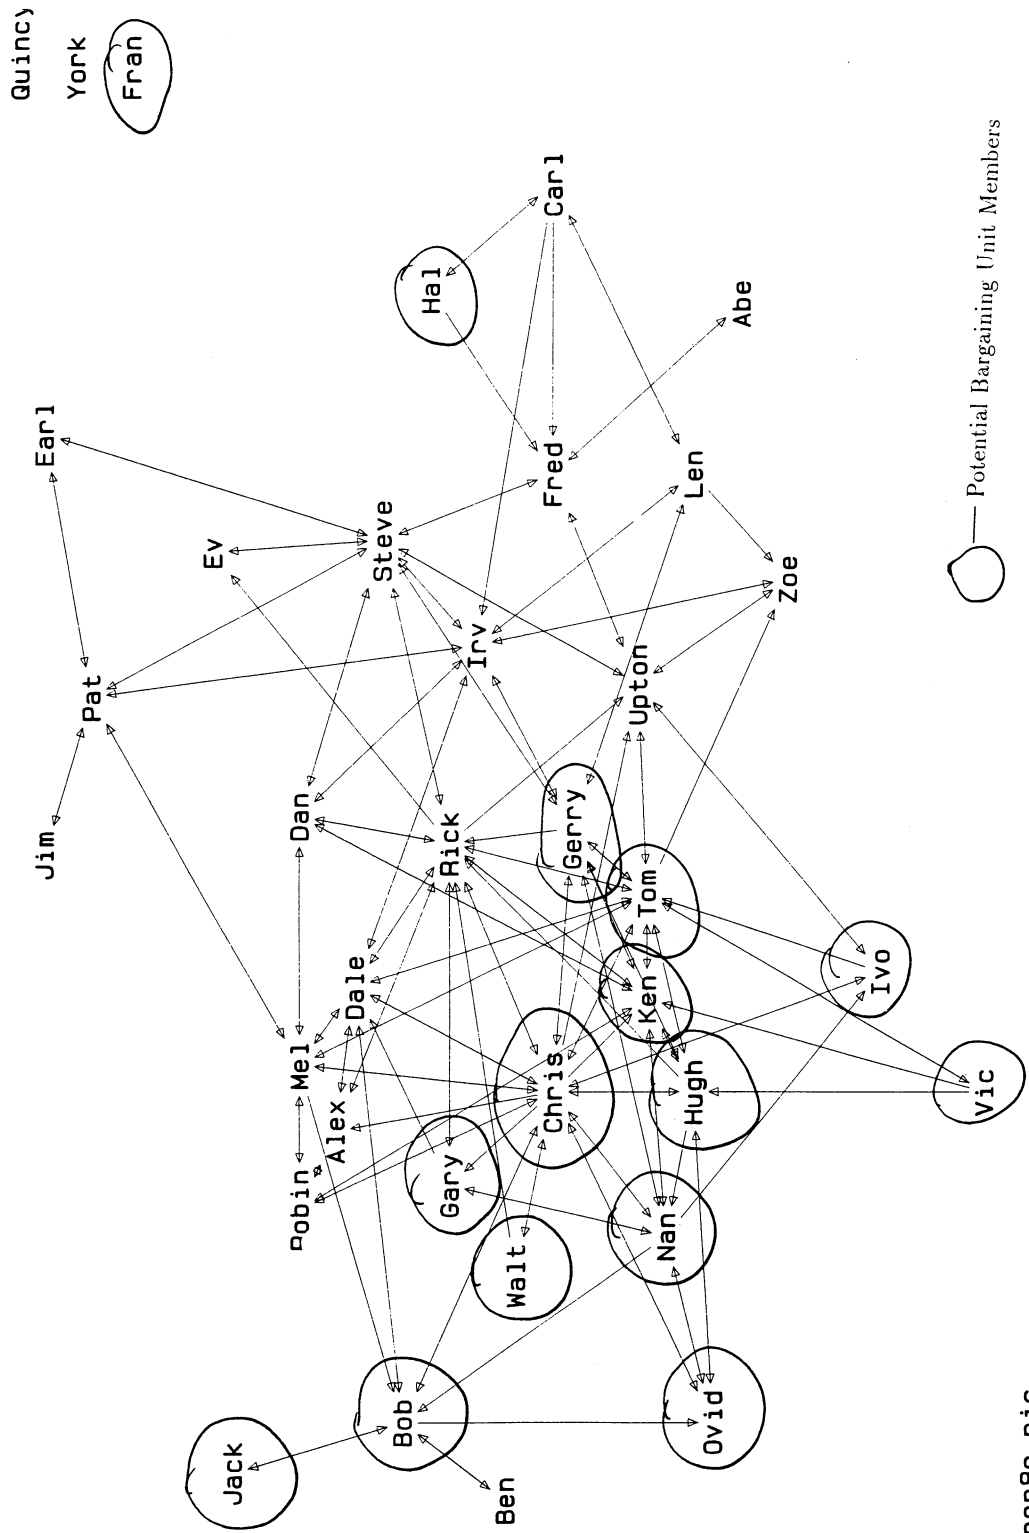 Quincy
York
Fran
Carl
Hal
Abe
Earl
Fred
Len
Ev
Steve
Zoe
Irv
Pat
Upton
Jim
Dan
Rick
Gerry
Tom
Ken
Ivo
Dale
Mel
Alex
Chris
Hugh
Vic
Robin
Gary
Walt
Nan
Jack
Bob
Ovid
Ben
Potential Bargaining Unit Members